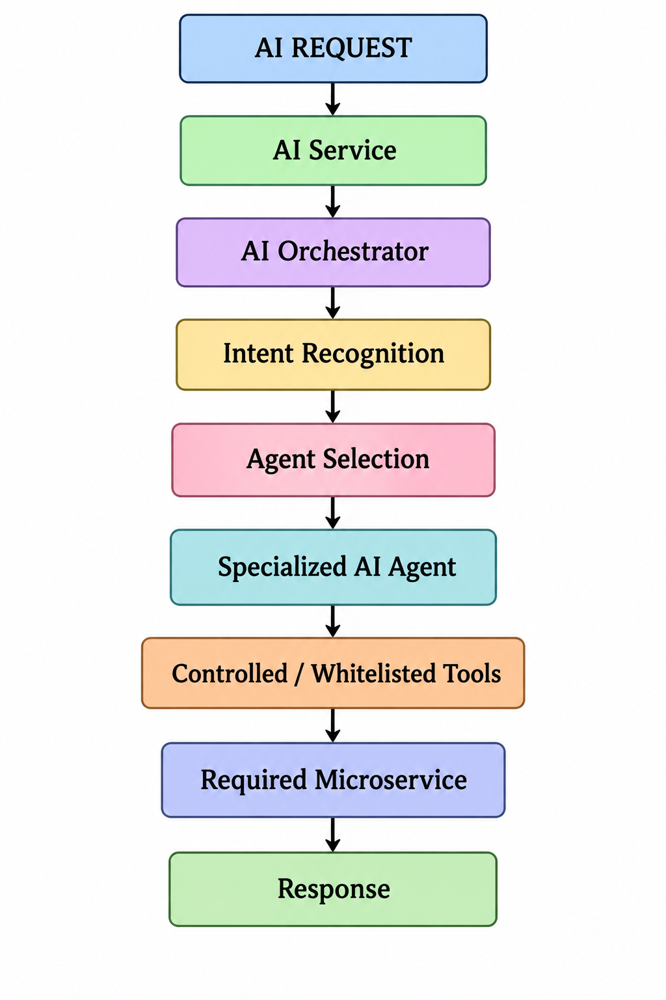 AI REQUEST
AI Service
AI Orchestrator
Intent Recognition
Agent Selection
Specialized AI Agent
Controlled / Whitelisted Tools
Required Microservice
Response